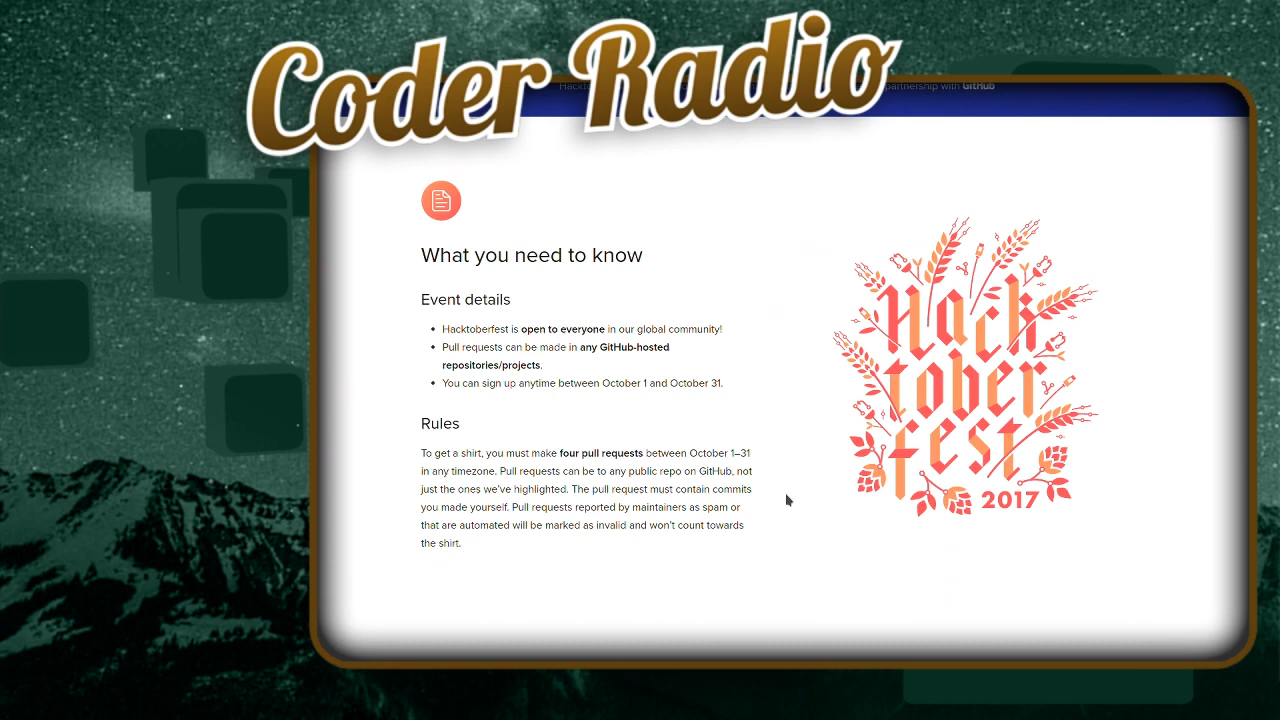 Coder Radio
partnership with GitHub
What you need to know
Event details
• Hacktoberfest is open to everyone in our global community!
• Pull requests can be made in any GitHub-hosted
repositories/projects.
• You can sign up anytime between October 1 and October 31.
Rules
To get a shirt, you must make four pull requests between October 1–31
in any timezone. Pull requests can be to any public repo on GitHub, not
just the ones we've highlighted. The pull request must contain commits
you made yourself. Pull requests reported by maintainers as spam or
that are automated will be marked as invalid and won't count towards
the shirt.
Hack
tober
fest
2017